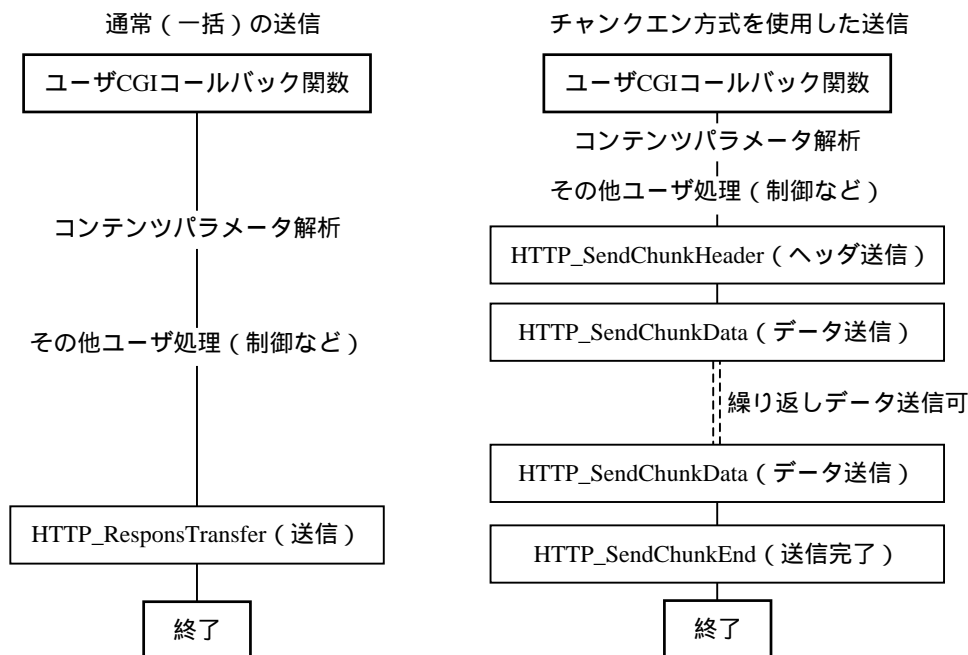 通常（一括）の送信
ユーザCGIコールバック関数
コンテンツパラメータ解析
その他ユーザ処理（制御など）
HTTP_ResponsTransfer（送信）
終了
チャンクエン方式を使用した送信
ユーザCGIコールバック関数
コンテンツパラメータ解析
その他ユーザ処理（制御など）
HTTP_SendChunkHeader（ヘッダ送信）
HTTP_SendChunkData（データ送信）
繰り返しデータ送信可
HTTP_SendChunkData（データ送信）
HTTP_SendChunkEnd（送信完了）
終了